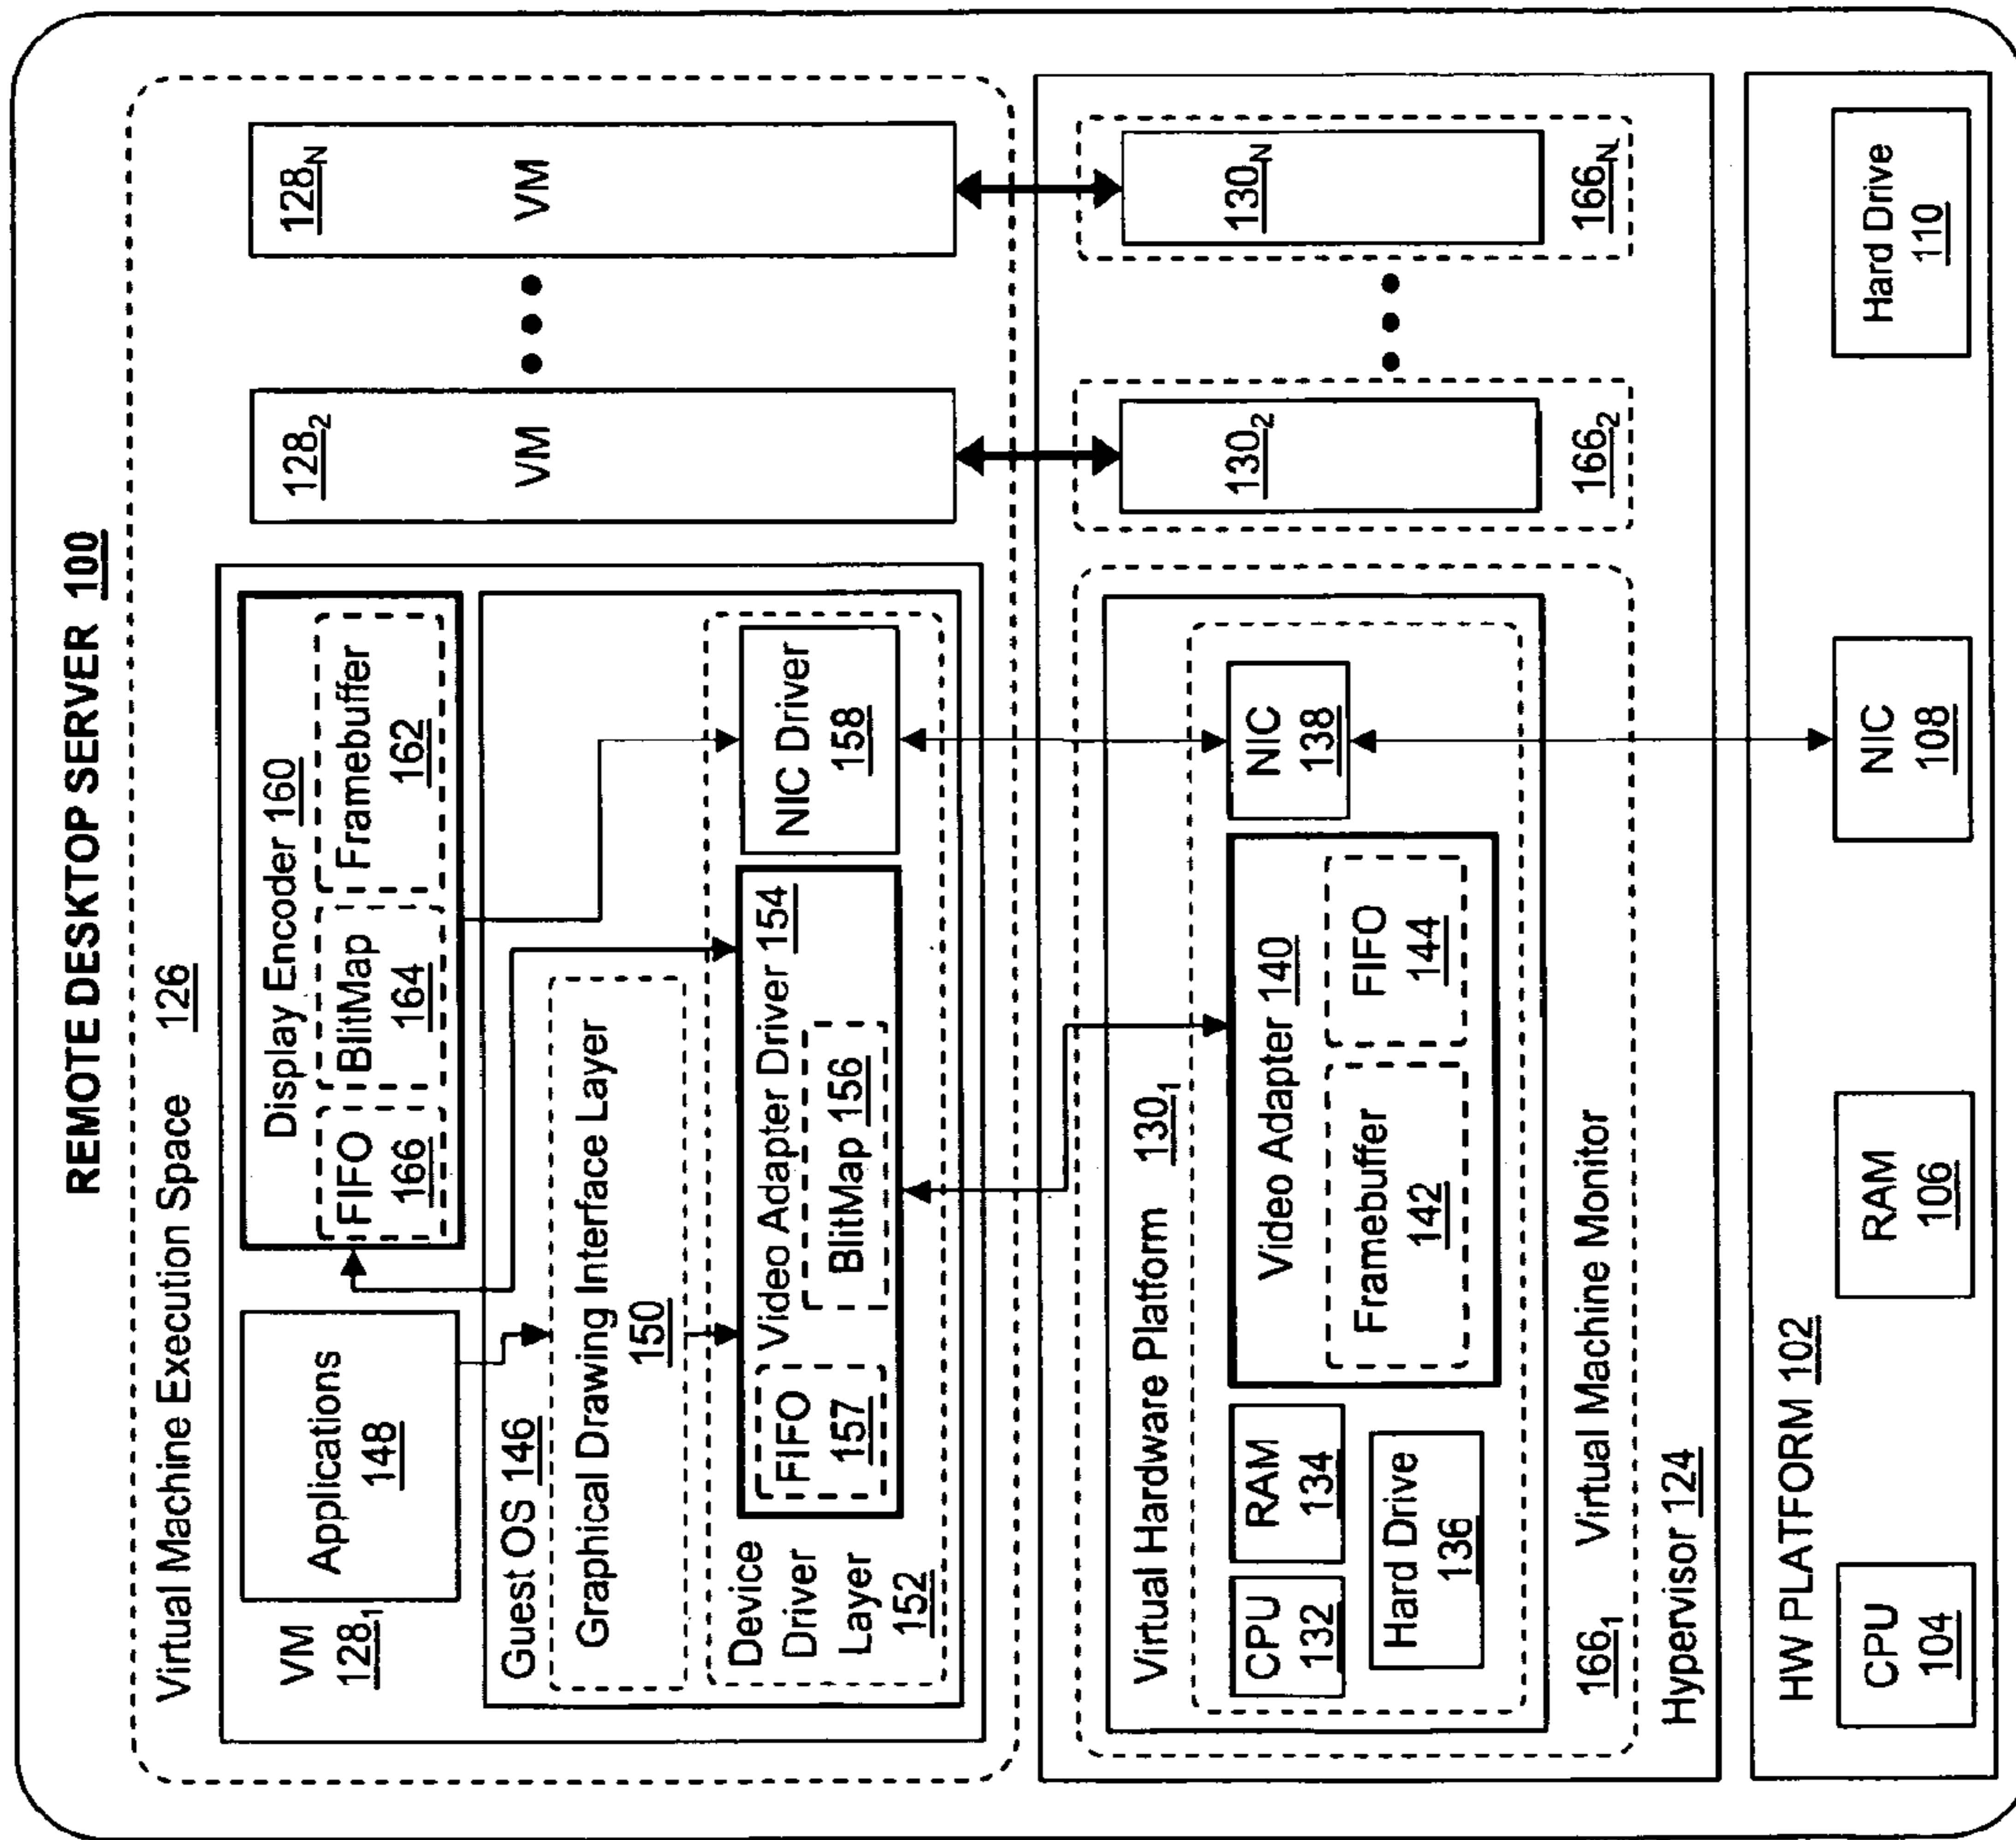 REMOTE DESKTOP SERVER 100
Virtual Machine Execution Space 126
VM
128₁
Applications
148
Display Encoder 160
FIFO
166
BlitMap
164
Framebuffer
162
Guest OS 146
Graphical Drawing Interface Layer
150
Device
Driver
Layer
152
Video Adapter Driver 154
FIFO
157
BlitMap 156
NIC Driver
158
128₂
VM
128N
VM
Virtual Hardware Platform 130₁
CPU
132
RAM
134
Hard Drive
136
Video Adapter 140
Framebuffer
142
FIFO
144
NIC
138
166₁ Virtual Machine Monitor
130₂
166₂
130N
166N
Hypervisor 124
HW PLATFORM 102
CPU
104
RAM
106
NIC
108
Hard Drive
110